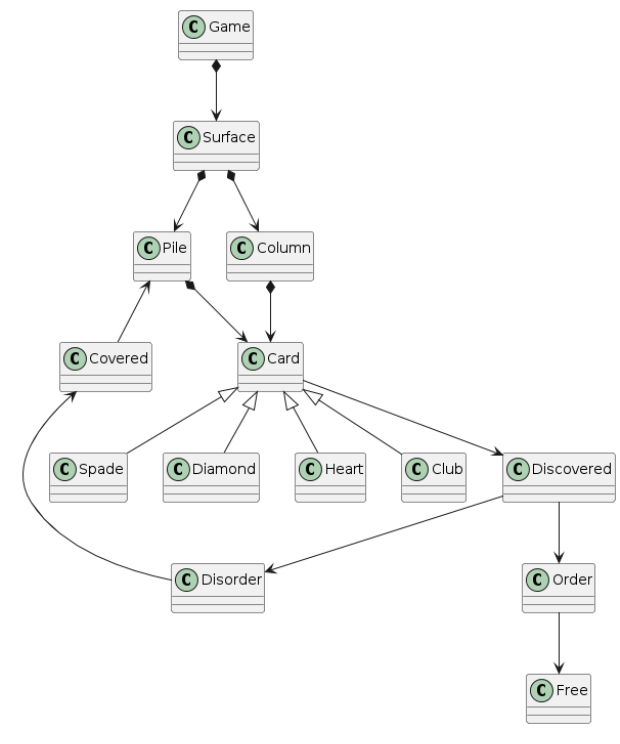 C Game
C Surface
C Pile
C Column
C Covered
C Card
C Spade
C Diamond
C Heart
C Club
C Discovered
C Disorder
C Order
C Free